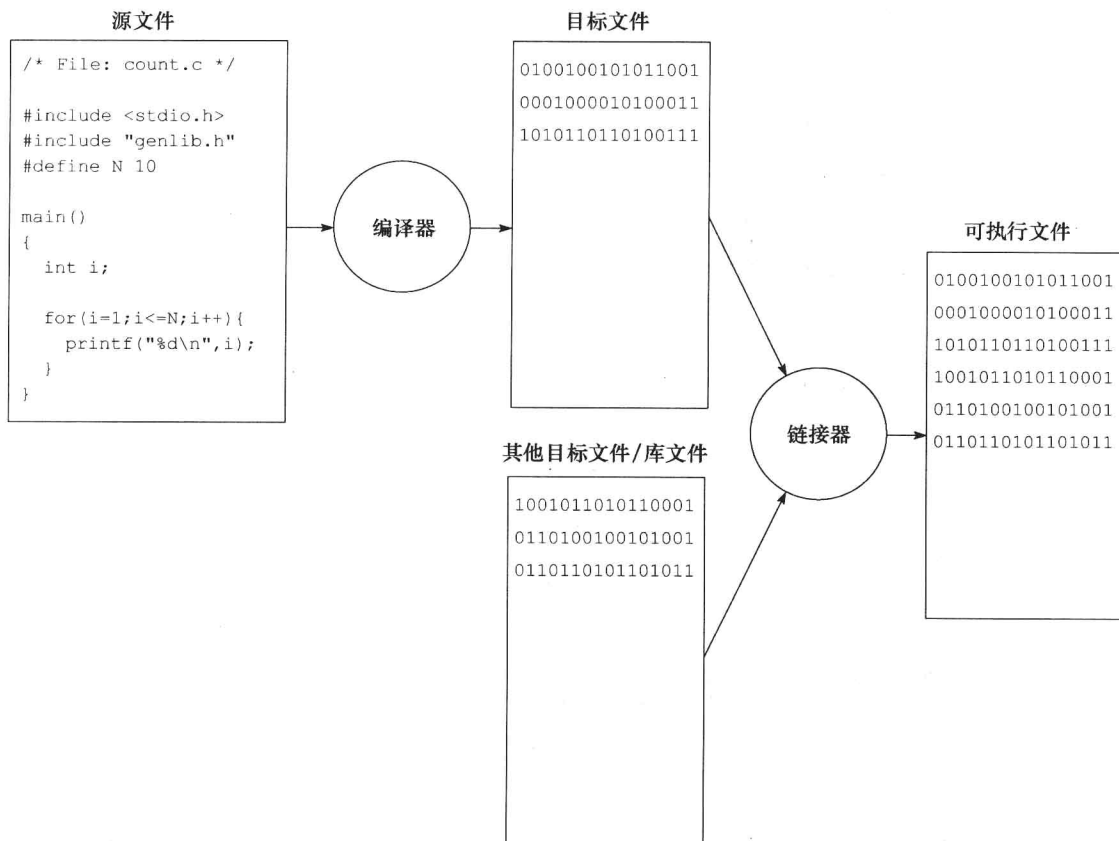 源文件
/* File: count.c */
#include <stdio.h>
#include "genlib.h"
#define N 10
main()
{
int i;
for(i=1;i<=N;i++){
printf("%d\n",i);
}
}
编译器
目标文件
0100100101011001
0001000010100011
1010110110100111
其他目标文件/库文件
1001011010110001
0110100100101001
0110110101101011
链接器
可执行文件
0100100101011001
0001000010100011
1010110110100111
1001011010110001
0110100100101001
0110110101101011